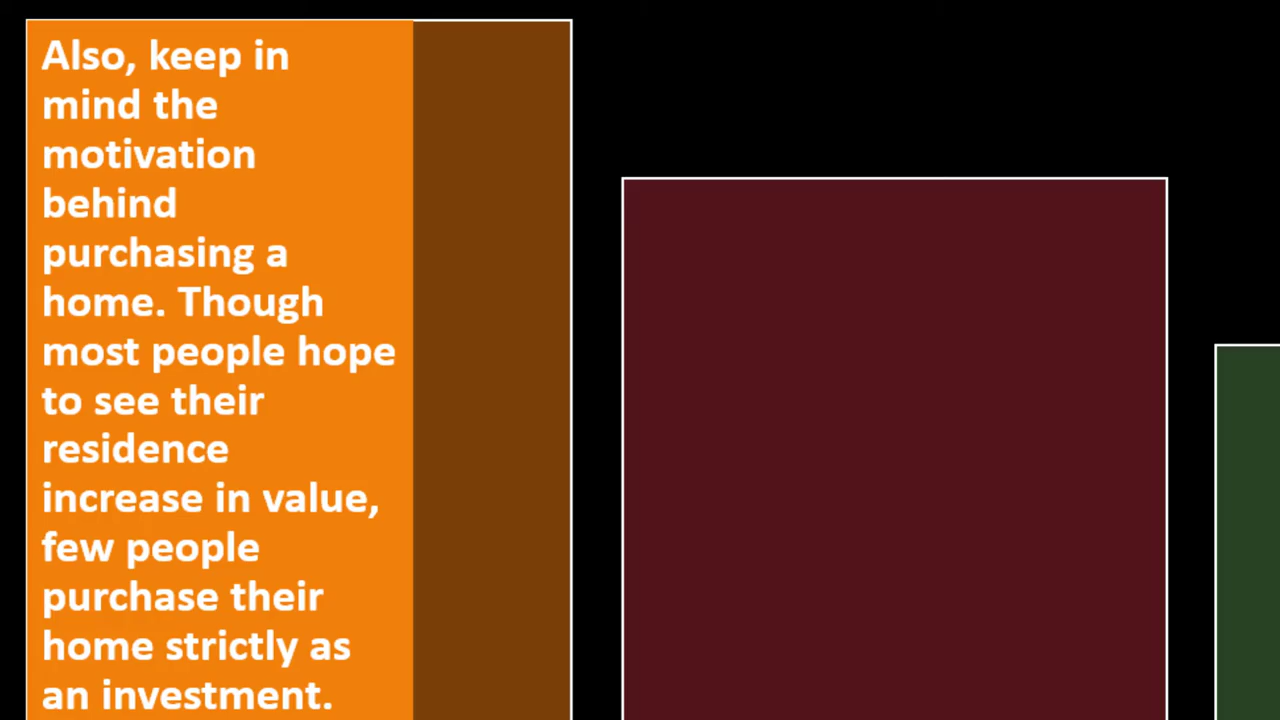 Also, keep in
mind the
motivation
behind
purchasing a
home. Though
most people hope
to see their
residence
increase in value,
few people
purchase their
home strictly as
an investment.